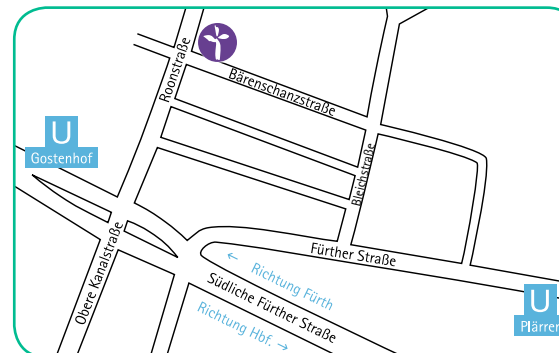 Roonstraße
Bärenschanzstraße
U
Gostenhof
Bleichstraße
Obere Kanalstraße
Fürther Straße
← Richtung Fürth
Südliche Fürther Straße
Richtung Hbf. →
U
Plärrer